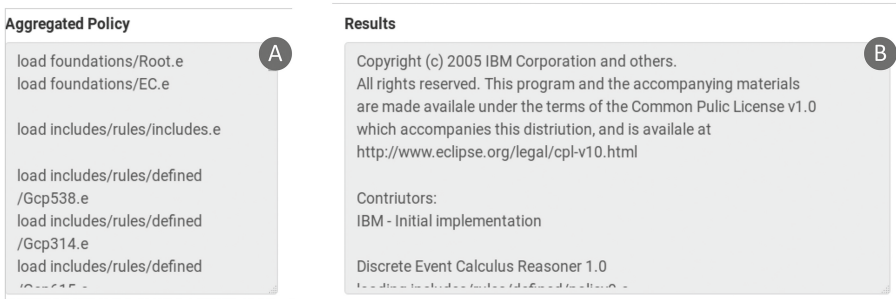 Aggregated Policy
A
load foundations/Root.e
load foundations/EC.e
load includes/rules/includes.e
load includes/rules/defined
/Gcp538.e
load includes/rules/defined
/Gcp314.e
load includes/rules/defined
Results
B
Copyright (c) 2005 IBM Corporation and others.
All rights reserved. This program and the accompanying materials
are made availale under the terms of the Common Pulic License v1.0
which accompanies this distriution, and is availale at
http://www.eclipse.org/legal/cpl-v10.html
Contriutors:
IBM - Initial implementation
Discrete Event Calculus Reasoner 1.0